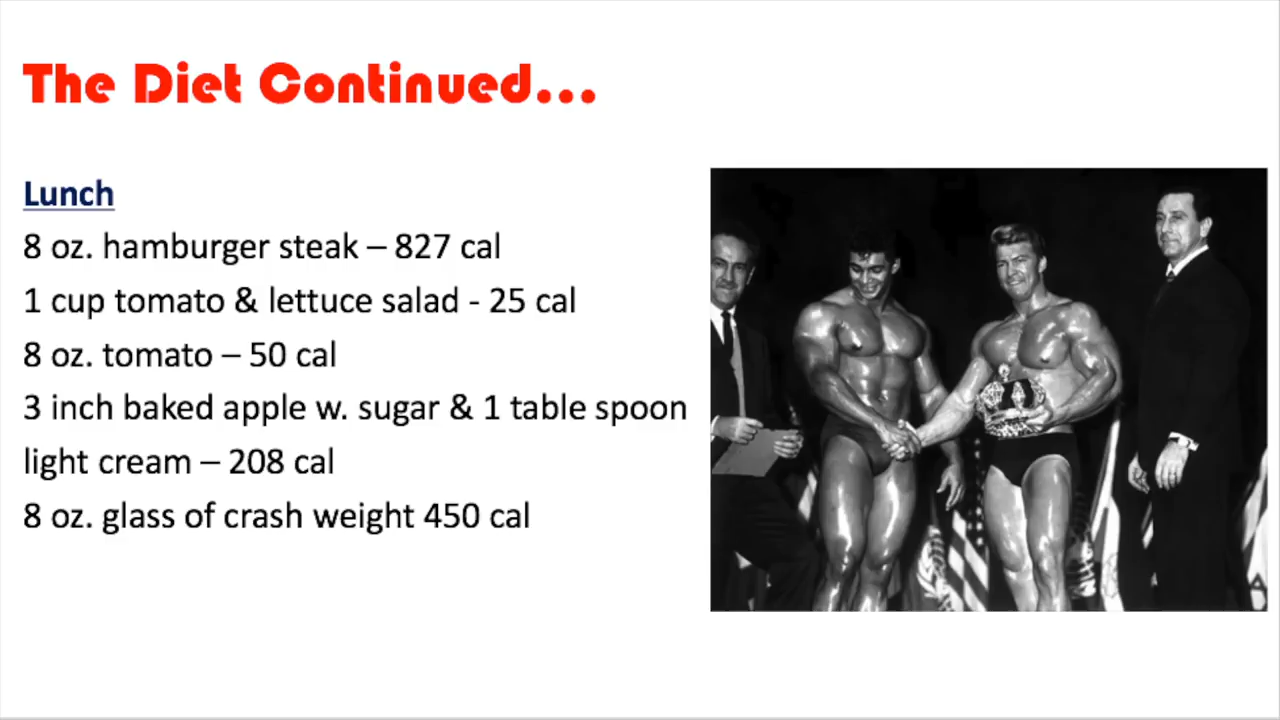 The Diet Continued...
Lunch
8 oz. hamburger steak – 827 cal
1 cup tomato & lettuce salad - 25 cal
8 oz. tomato – 50 cal
3 inch baked apple w. sugar & 1 table spoon
light cream – 208 cal
8 oz. glass of crash weight 450 cal